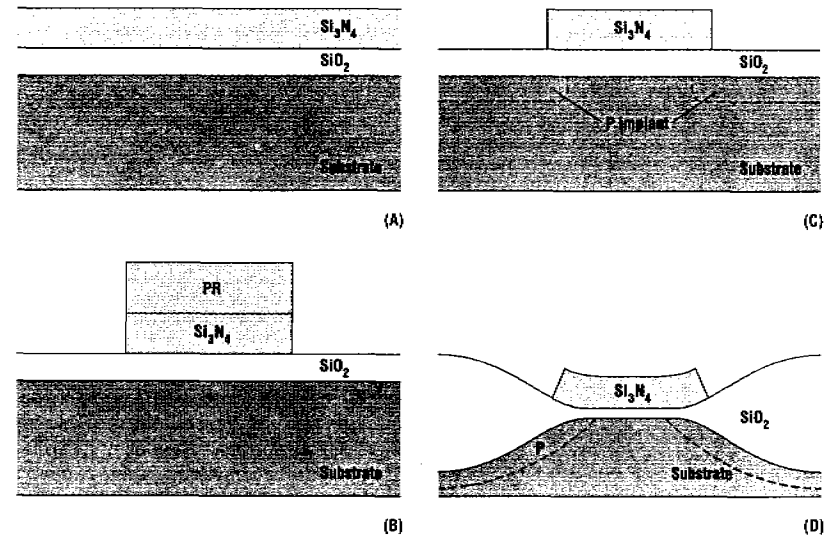 Si₃N₄
SiO₂
Substrate
(A)
PR
Si₃N₄
SiO₂
Substrate
(B)
Si₃N₄
SiO₂
P Implant
Substrate
(C)
Si₃N₄
SiO₂
P
Substrate
(D)